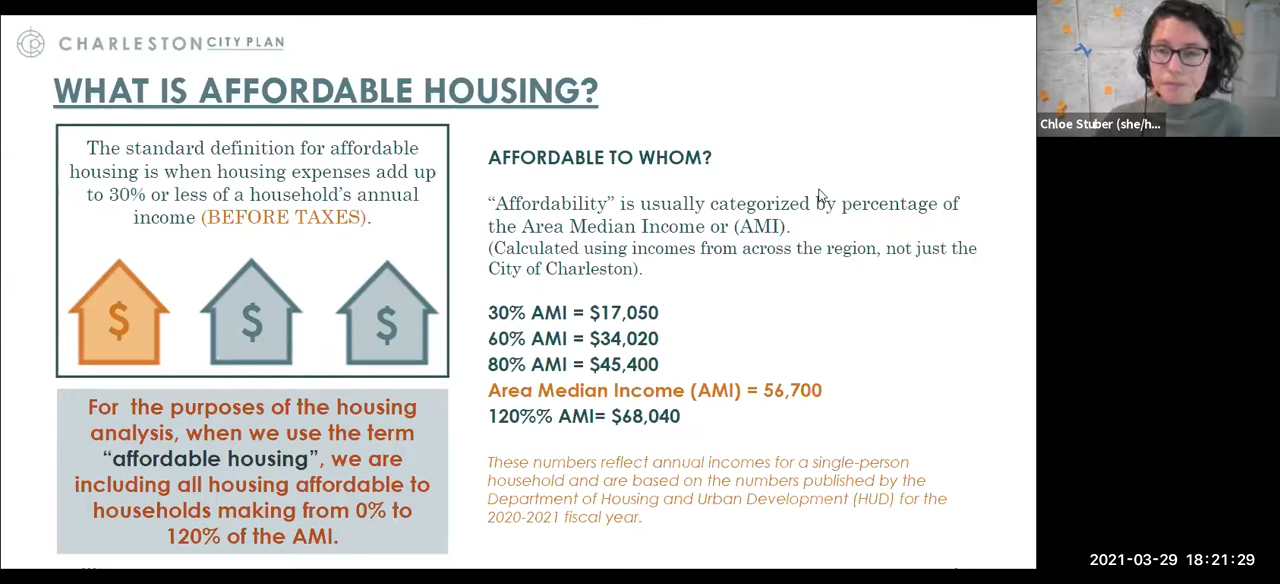 CHARLESTON CITY PLAN
WHAT IS AFFORDABLE HOUSING?
The standard definition for affordable
housing is when housing expenses add up
to 30% or less of a household's annual
income (BEFORE TAXES).
$ $ $
For the purposes of the housing
analysis, when we use the term
“affordable housing”, we are
including all housing affordable to
households making from 0% to
120% of the AMI.
AFFORDABLE TO WHOM?
“Affordability” is usually categorized by percentage of
the Area Median Income or (AMI).
(Calculated using incomes from across the region, not just the
City of Charleston).
30% AMI = $17,050
60% AMI = $34,020
80% AMI = $45,400
Area Median Income (AMI) = 56,700
120%% AMI= $68,040
These numbers reflect annual incomes for a single-person
household and are based on the numbers published by the
Department of Housing and Urban Development (HUD) for the
2020-2021 fiscal year.
Chloe Stuber (she/h...
2021-03-29 18:21:29